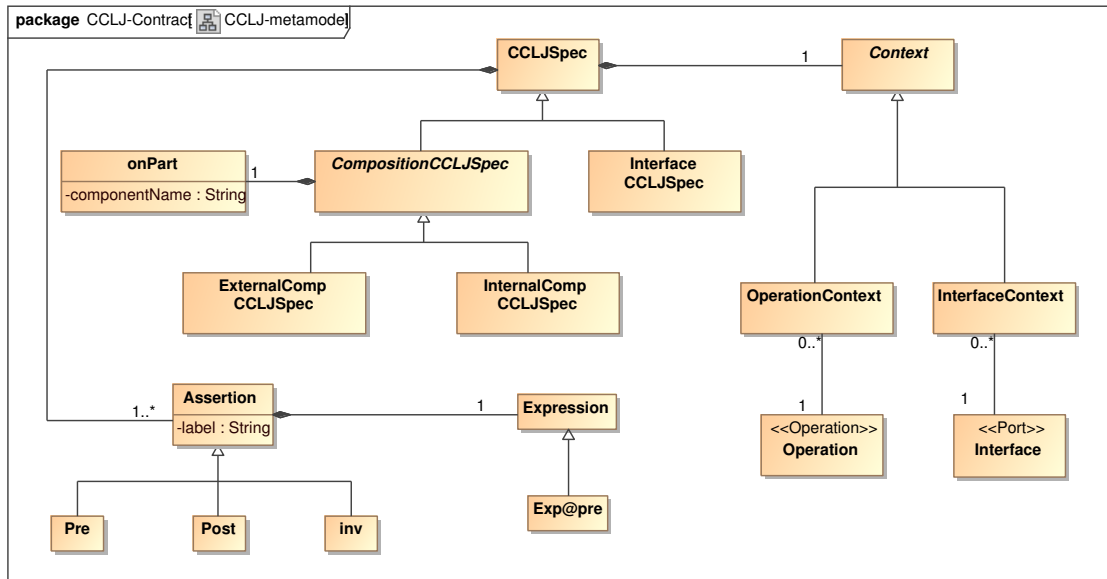 package CCLJ-Contract[ CCLJ-metamodel]
CCLJSpec
1
Context
onPart
-componentName : String
1
CompositionCCLJSpec
Interface
CCLJSpec
ExternalComp
CCLJSpec
InternalComp
CCLJSpec
OperationContext
InterfaceContext
0..*
0..*
Assertion
-label : String
1..*
1
Expression
1
<<Operation>>
Operation
1
<<Port>>
Interface
Pre
Post
inv
Exp@pre